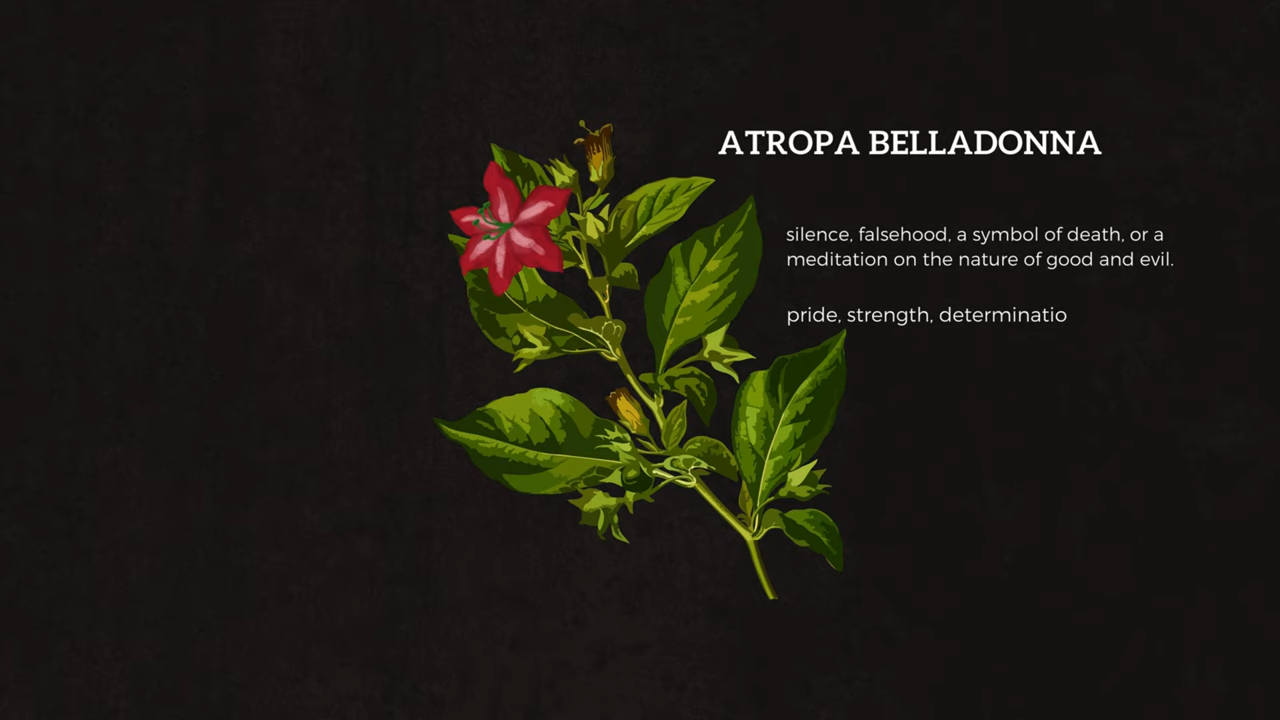 ATROPA BELLADONNA
silence, falsehood, a symbol of death, or a
meditation on the nature of good and evil.
pride, strength, determinatio